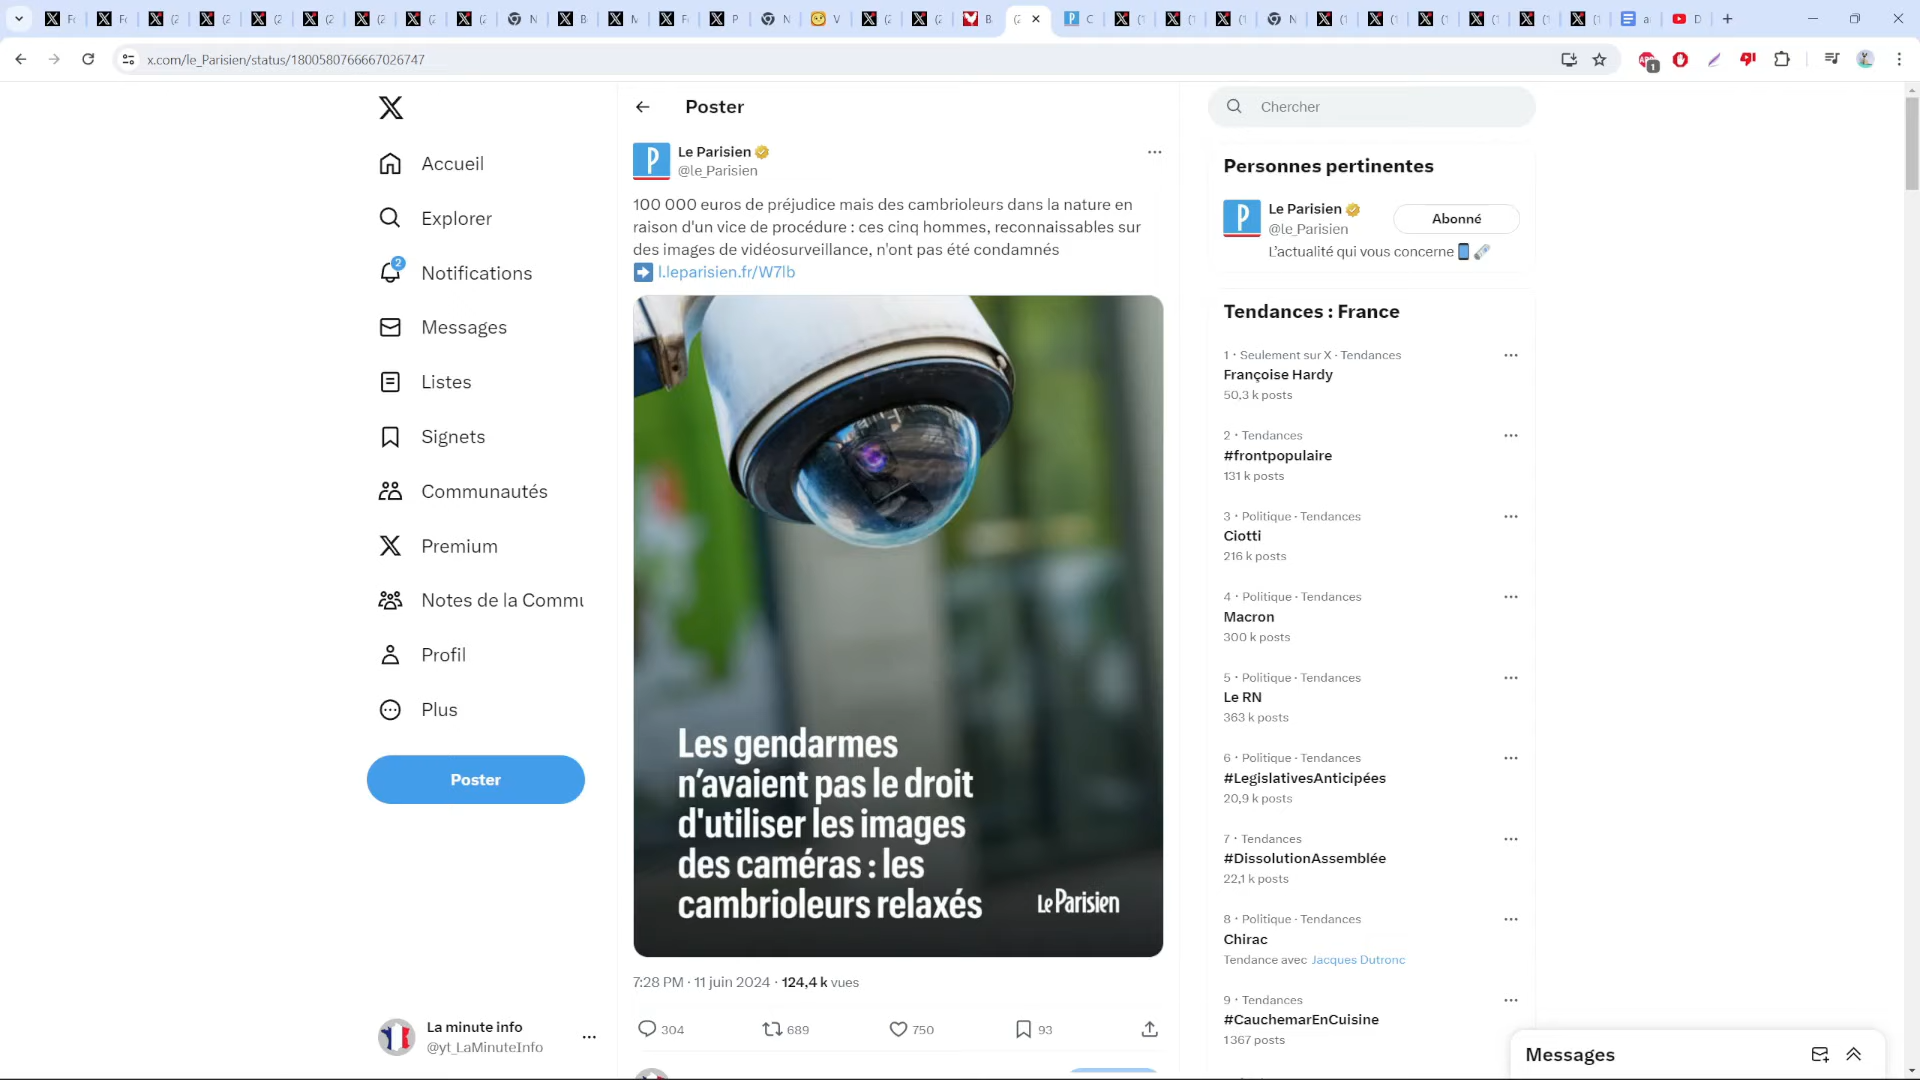 x.com/le_Parisien/status/1800580766667026747
Accueil
Explorer
2
Notifications
Messages
Listes
Signets
Communautés
Premium
Notes de la Commu
Profil
Plus
Poster
La minute info
@yt_LaMinuteInfo
Poster
Le Parisien
@le_Parisien
100 000 euros de préjudice mais des cambrioleurs dans la nature en
raison d'un vice de procédure : ces cinq hommes, reconnaissables sur
des images de vidéosurveillance, n'ont pas été condamnés
l.leparisien.fr/W7lb
Les gendarmes
n'avaient pas le droit
d'utiliser les images
des caméras : les
cambrioleurs relaxés
Le Parisien
7:28 PM · 11 juin 2024 · 124,4 k vues
304 689 750 93
Chercher
Personnes pertinentes
Le Parisien
@le_Parisien
Abonné
L'actualité qui vous concerne
Tendances : France
1 · Seulement sur X · Tendances
Françoise Hardy
50,3 k posts
2 · Tendances
#frontpopulaire
131 k posts
3 · Politique · Tendances
Ciotti
216 k posts
4 · Politique · Tendances
Macron
300 k posts
5 · Politique · Tendances
Le RN
363 k posts
6 · Politique · Tendances
#LegislativesAnticipées
20,9 k posts
7 · Tendances
#DissolutionAssemblée
22,1 k posts
8 · Politique · Tendances
Chirac
Tendance avec Jacques Dutronc
9 · Tendances
#CauchemarEnCuisine
1 367 posts
Messages